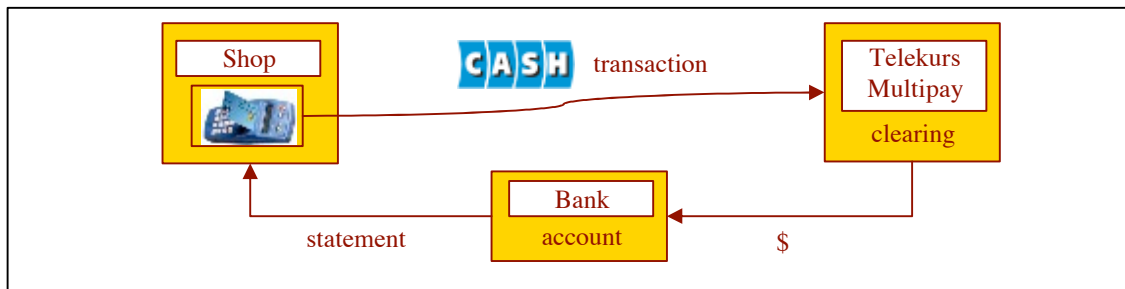 Shop
CASH transaction
Telekurs
Multipay
clearing
Bank
account
statement
$